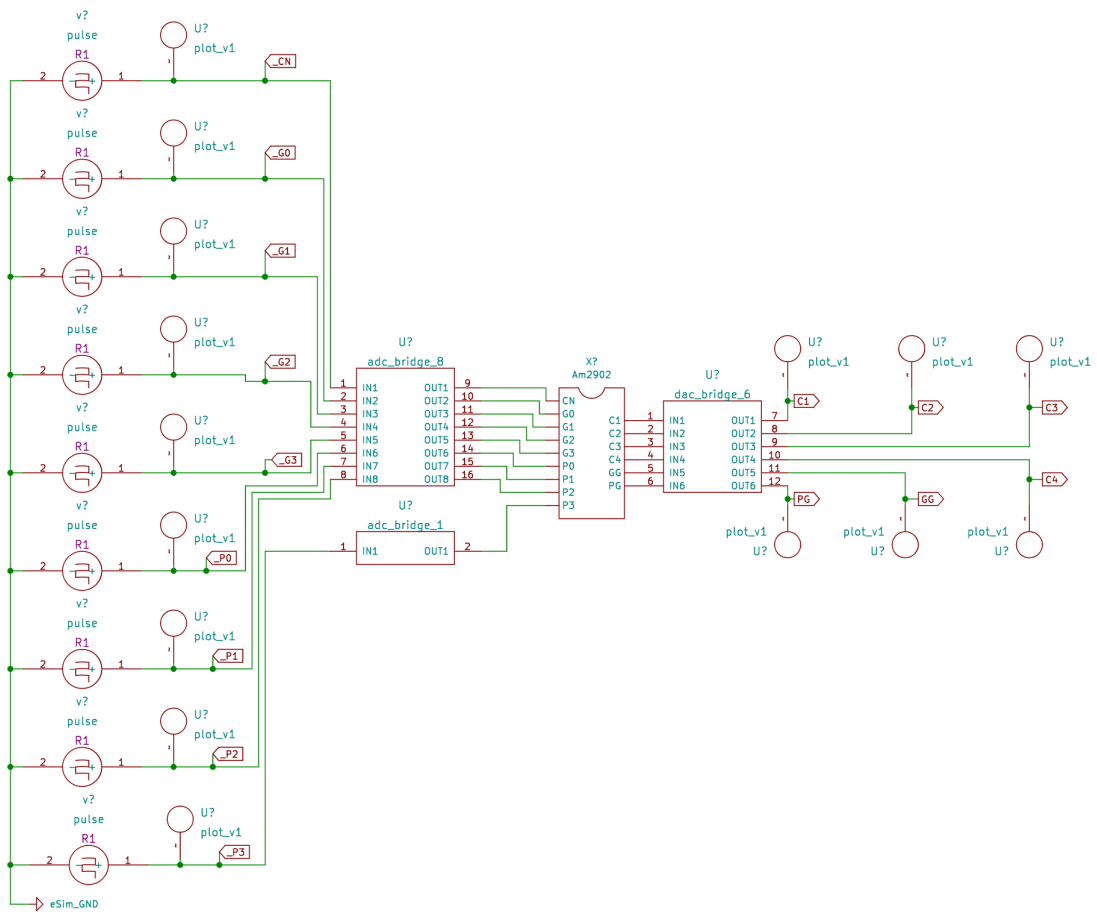 v?
pulse
R1
2
1
U?
plot_v1
_CN
v?
pulse
R1
2
1
U?
plot_v1
_G0
v?
pulse
R1
2
1
U?
plot_v1
_G1
v?
pulse
R1
2
1
U?
plot_v1
_G2
v?
pulse
R1
2
1
U?
plot_v1
_G3
v?
pulse
R1
2
1
U?
plot_v1
_P0
v?
pulse
R1
2
1
U?
plot_v1
_P1
v?
pulse
R1
2
1
U?
plot_v1
_P2
v?
pulse
R1
2
1
U?
plot_v1
_P3
eSim_GND
U?
adc_bridge_8
1 IN1 OUT1 9
2 IN2 OUT2 10
3 IN3 OUT3 11
4 IN4 OUT4 12
5 IN5 OUT5 13
6 IN6 OUT6 14
7 IN7 OUT7 15
8 IN8 OUT8 16
U?
adc_bridge_1
1 IN1 OUT1 2
X?
Am2902
CN
G0
G1
G2
G3
P0
P1
P2
P3
C1
C2
C3
C4
GG
PG
U?
dac_bridge_6
1 IN1 OUT1 7
2 IN2 OUT2 8
3 IN3 OUT3 9
4 IN4 OUT4 10
5 IN5 OUT5 11
6 IN6 OUT6 12
U?
plot_v1
C1
U?
plot_v1
C2
U?
plot_v1
C3
C4
PG
GG
plot_v1
U?
plot_v1
U?
plot_v1
U?